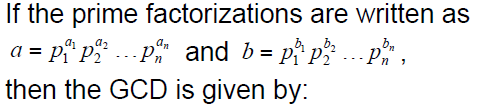 If the prime factorizations are written as
a = p₁^{a₁} p₂^{a₂} …pₙ^{aₙ} and b = p₁^{b₁} p₂^{b₂} …pₙ^{bₙ} ,
then the GCD is given by: